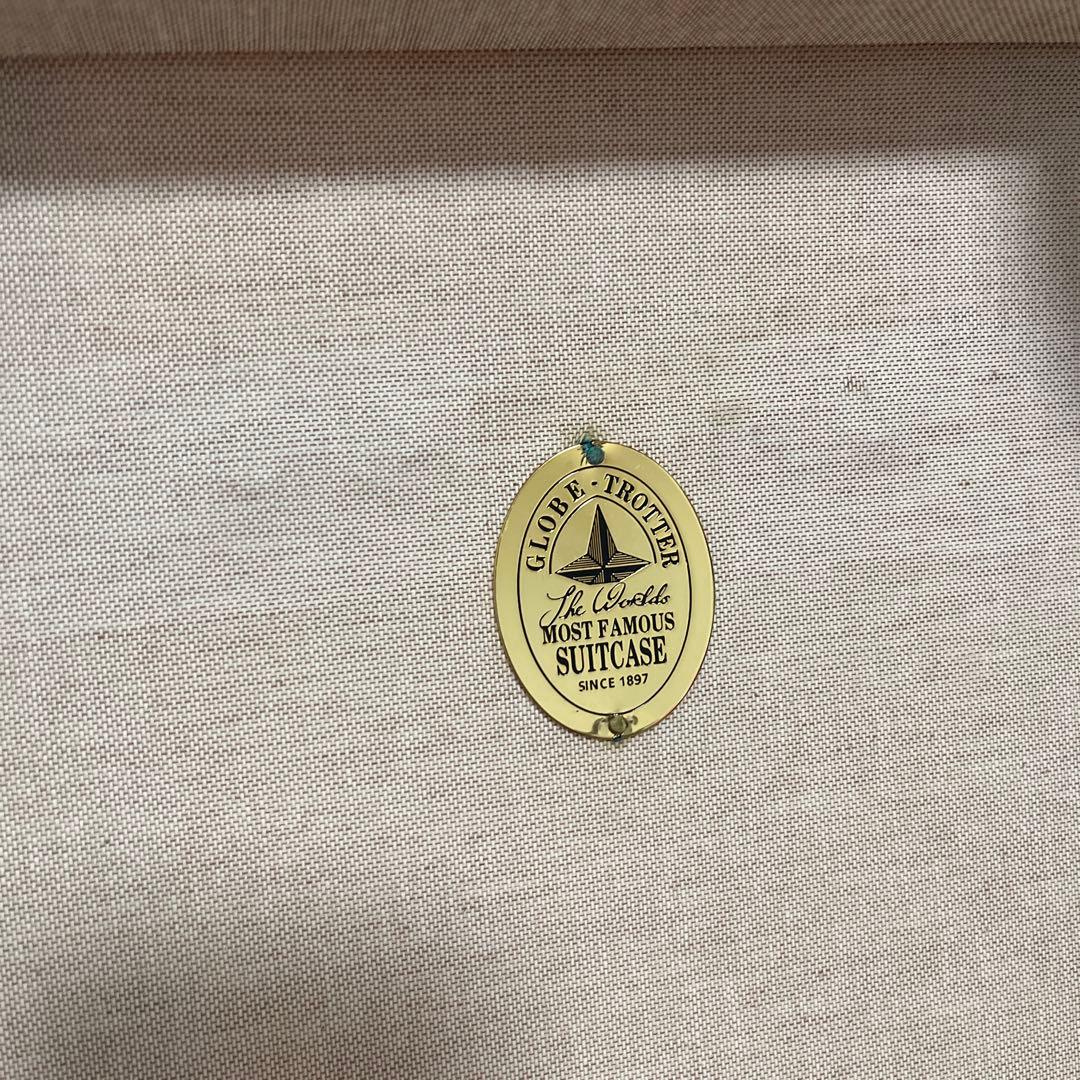 GLOBE-TROTTER
The Worlds
MOST FAMOUS
SUITCASE
SINCE 1897